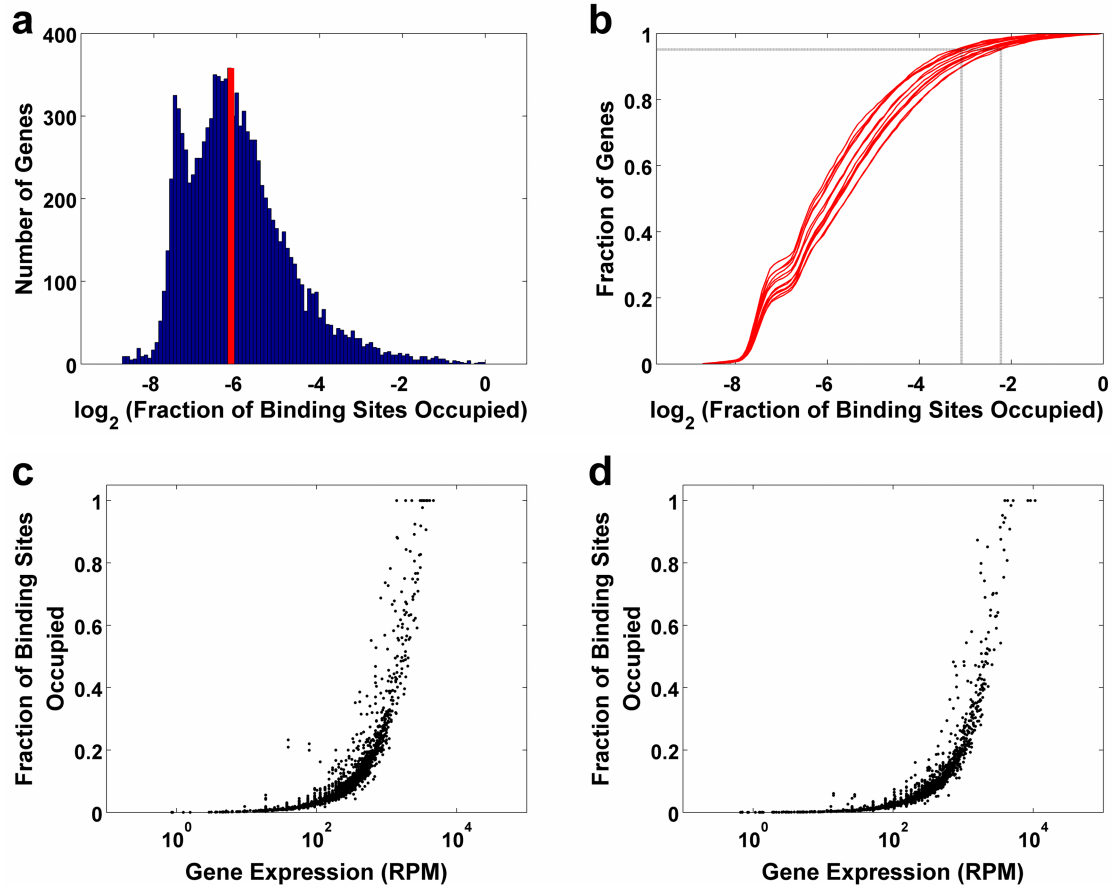 a
400
300
200
100
0
Number of Genes
-8
-6
-4
-2
0
log2 (Fraction of Binding Sites Occupied)
b
1
0.8
0.6
0.4
0.2
0
Fraction of Genes
-8
-6
-4
-2
0
log2 (Fraction of Binding Sites Occupied)
c
1
0.8
0.6
0.4
0.2
0
Fraction of Binding Sites
Occupied
10^0
10^2
10^4
Gene Expression (RPM)
d
1
0.8
0.6
0.4
0.2
0
Fraction of Binding Sites
Occupied
10^0
10^2
10^4
Gene Expression (RPM)